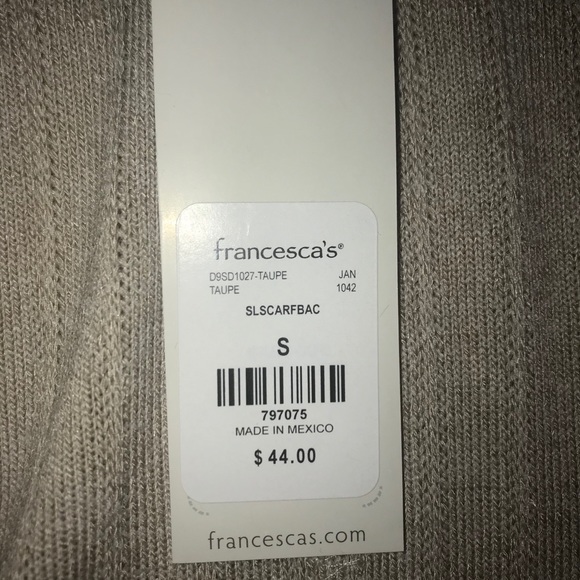 francesca's®
D9SD1027-TAUPE JAN
TAUPE 1042
SLSCARFBAC
S
797075
MADE IN MEXICO
$ 44.00
francescas.com